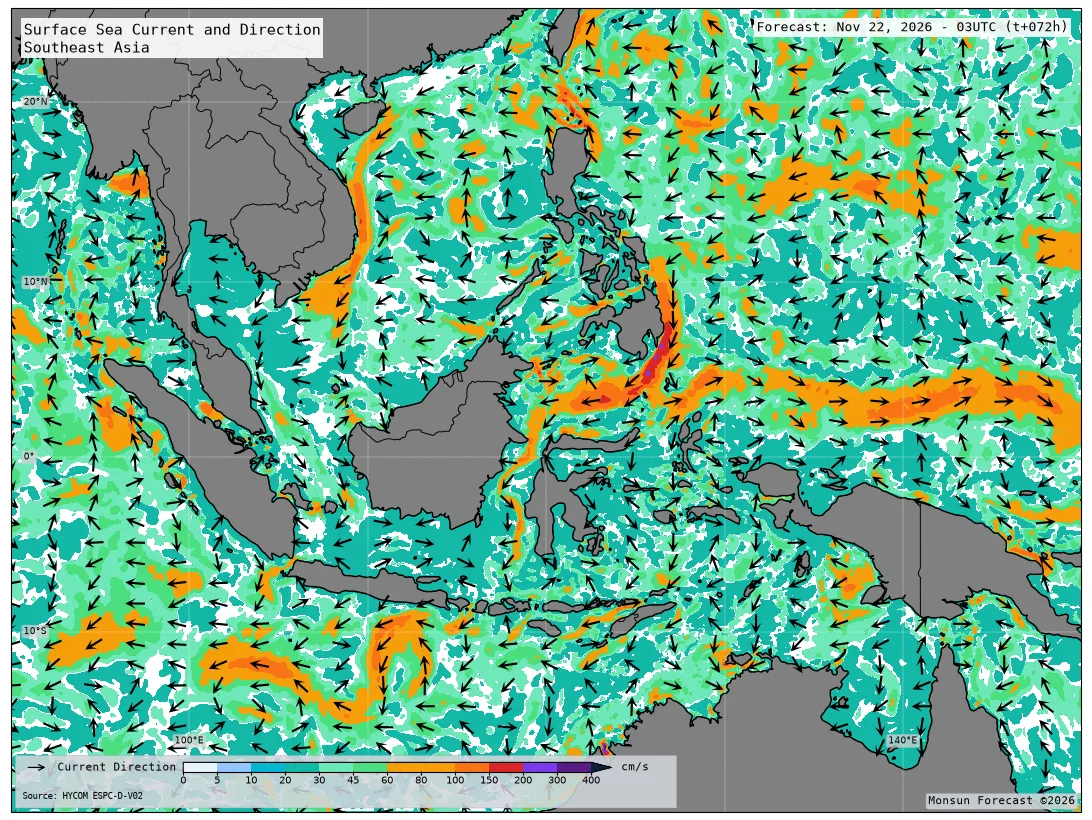 Surface Sea Current and Direction
Southeast Asia
Forecast: Nov 22, 2026 - 03UTC (t+072h)
20°N
10°N
0°
10°S
100°E
140°E
Current Direction
cm/s
0 5 10 20 30 45 60 80 100 150 200 300 400
Source: HYCOM ESPC-D-V02
Monsun Forecast ©2026